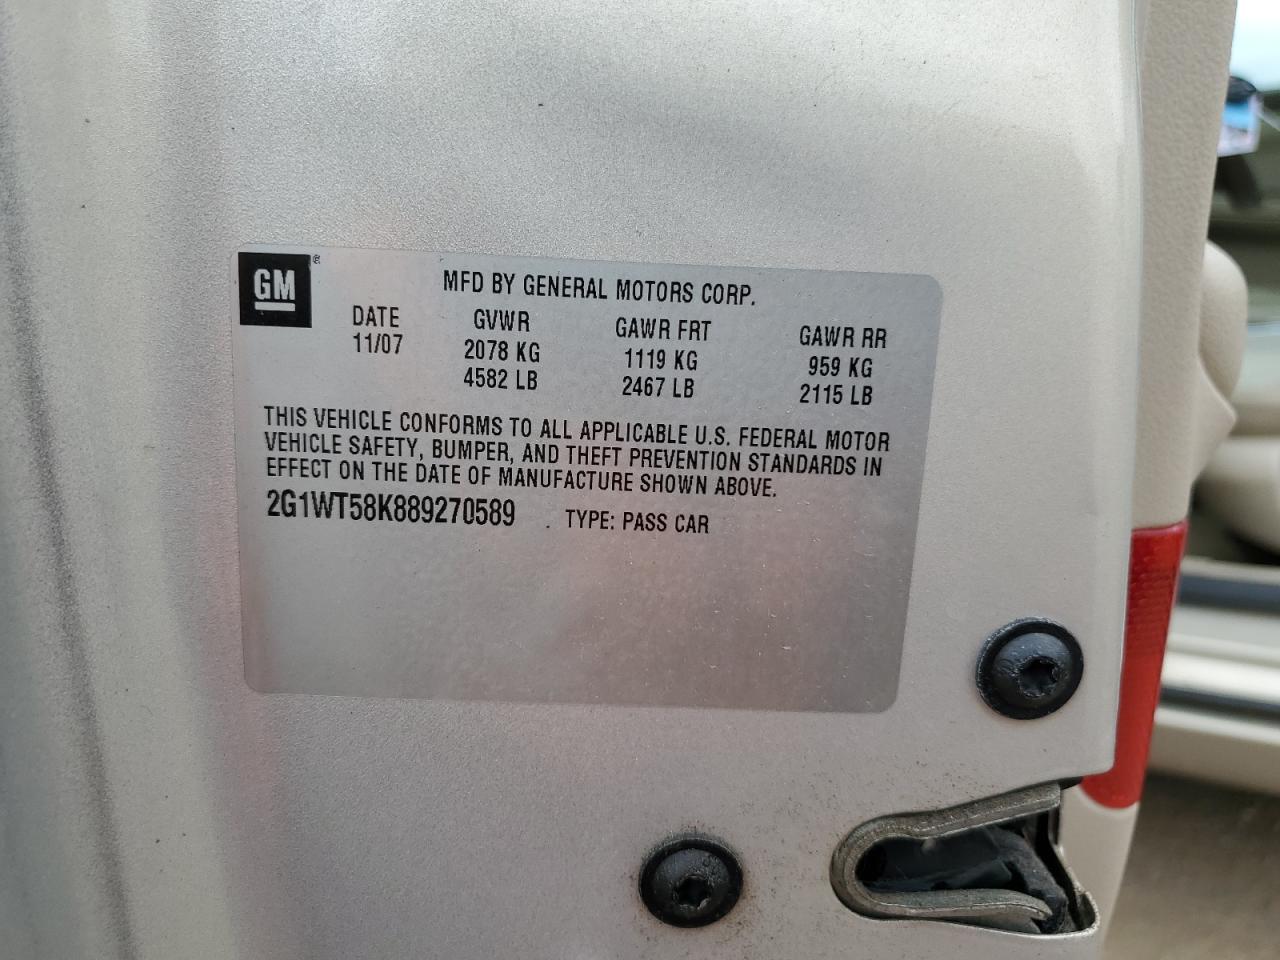 GM ®
MFD BY GENERAL MOTORS CORP.
DATE GVWR GAWR FRT GAWR RR
11/07 2078 KG 1119 KG 959 KG
4582 LB 2467 LB 2115 LB
THIS VEHICLE CONFORMS TO ALL APPLICABLE U.S. FEDERAL MOTOR
VEHICLE SAFETY, BUMPER, AND THEFT PREVENTION STANDARDS IN
EFFECT ON THE DATE OF MANUFACTURE SHOWN ABOVE.
2G1WT58K889270589 . TYPE: PASS CAR